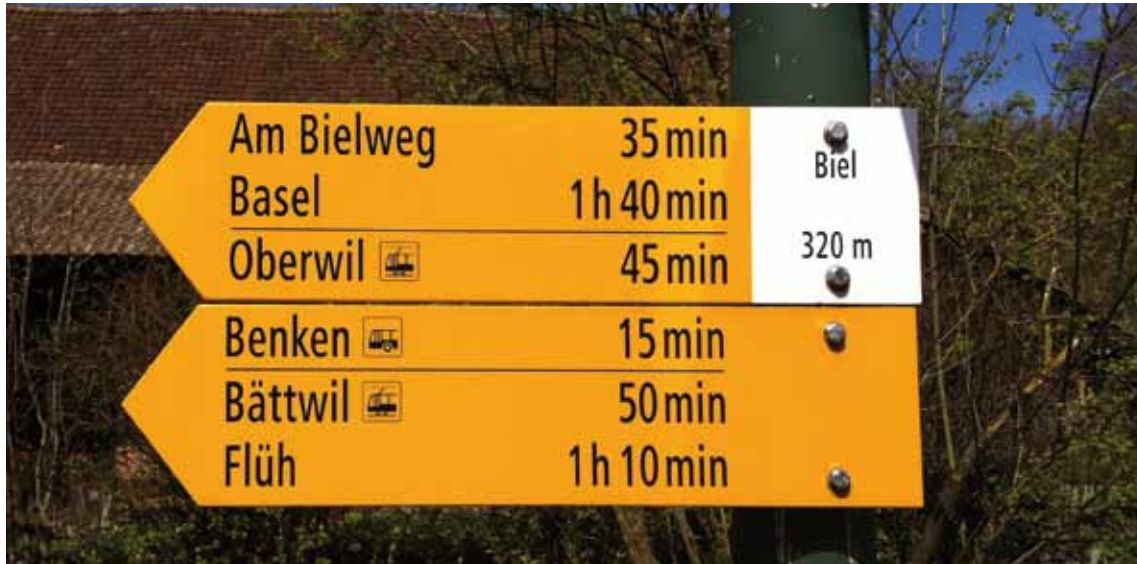 Am Bielweg 35 min
Basel 1 h 40 min
Oberwil 45 min
Biel
320 m
Benken 15 min
Bättwil 50 min
Flüh 1 h 10 min